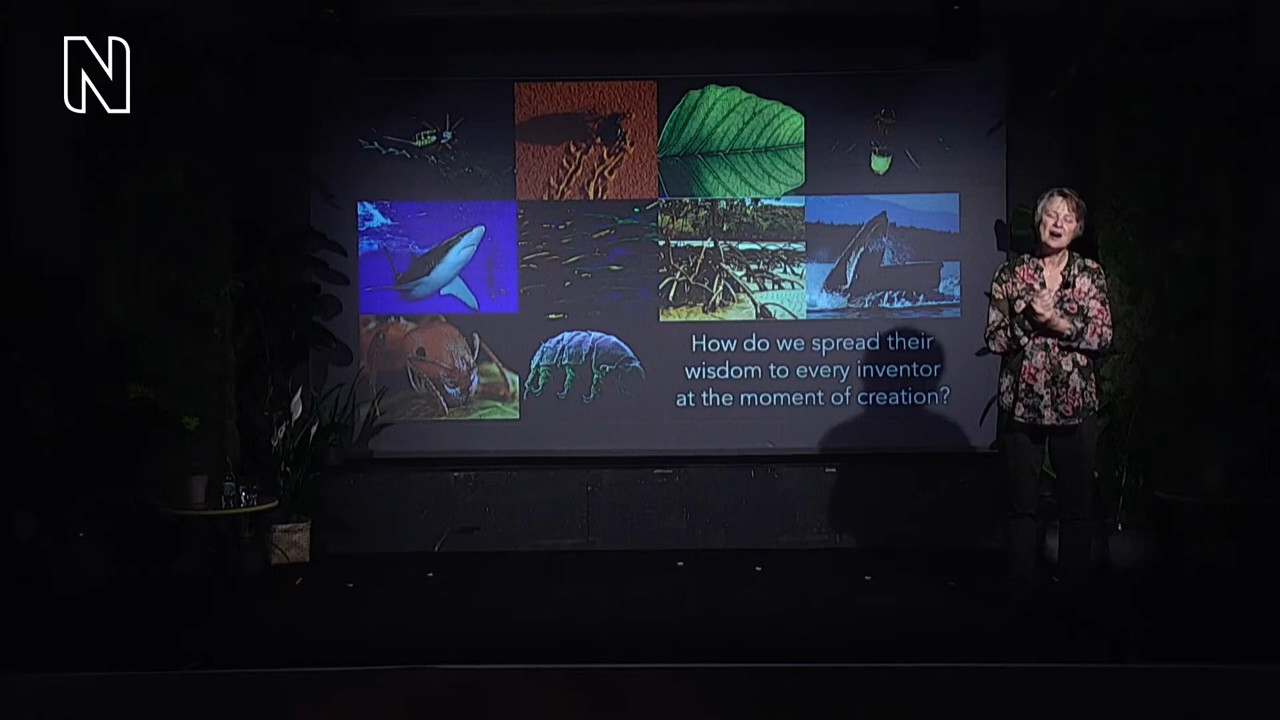 N
How do we spread their
wisdom to every inventor
at the moment of creation?